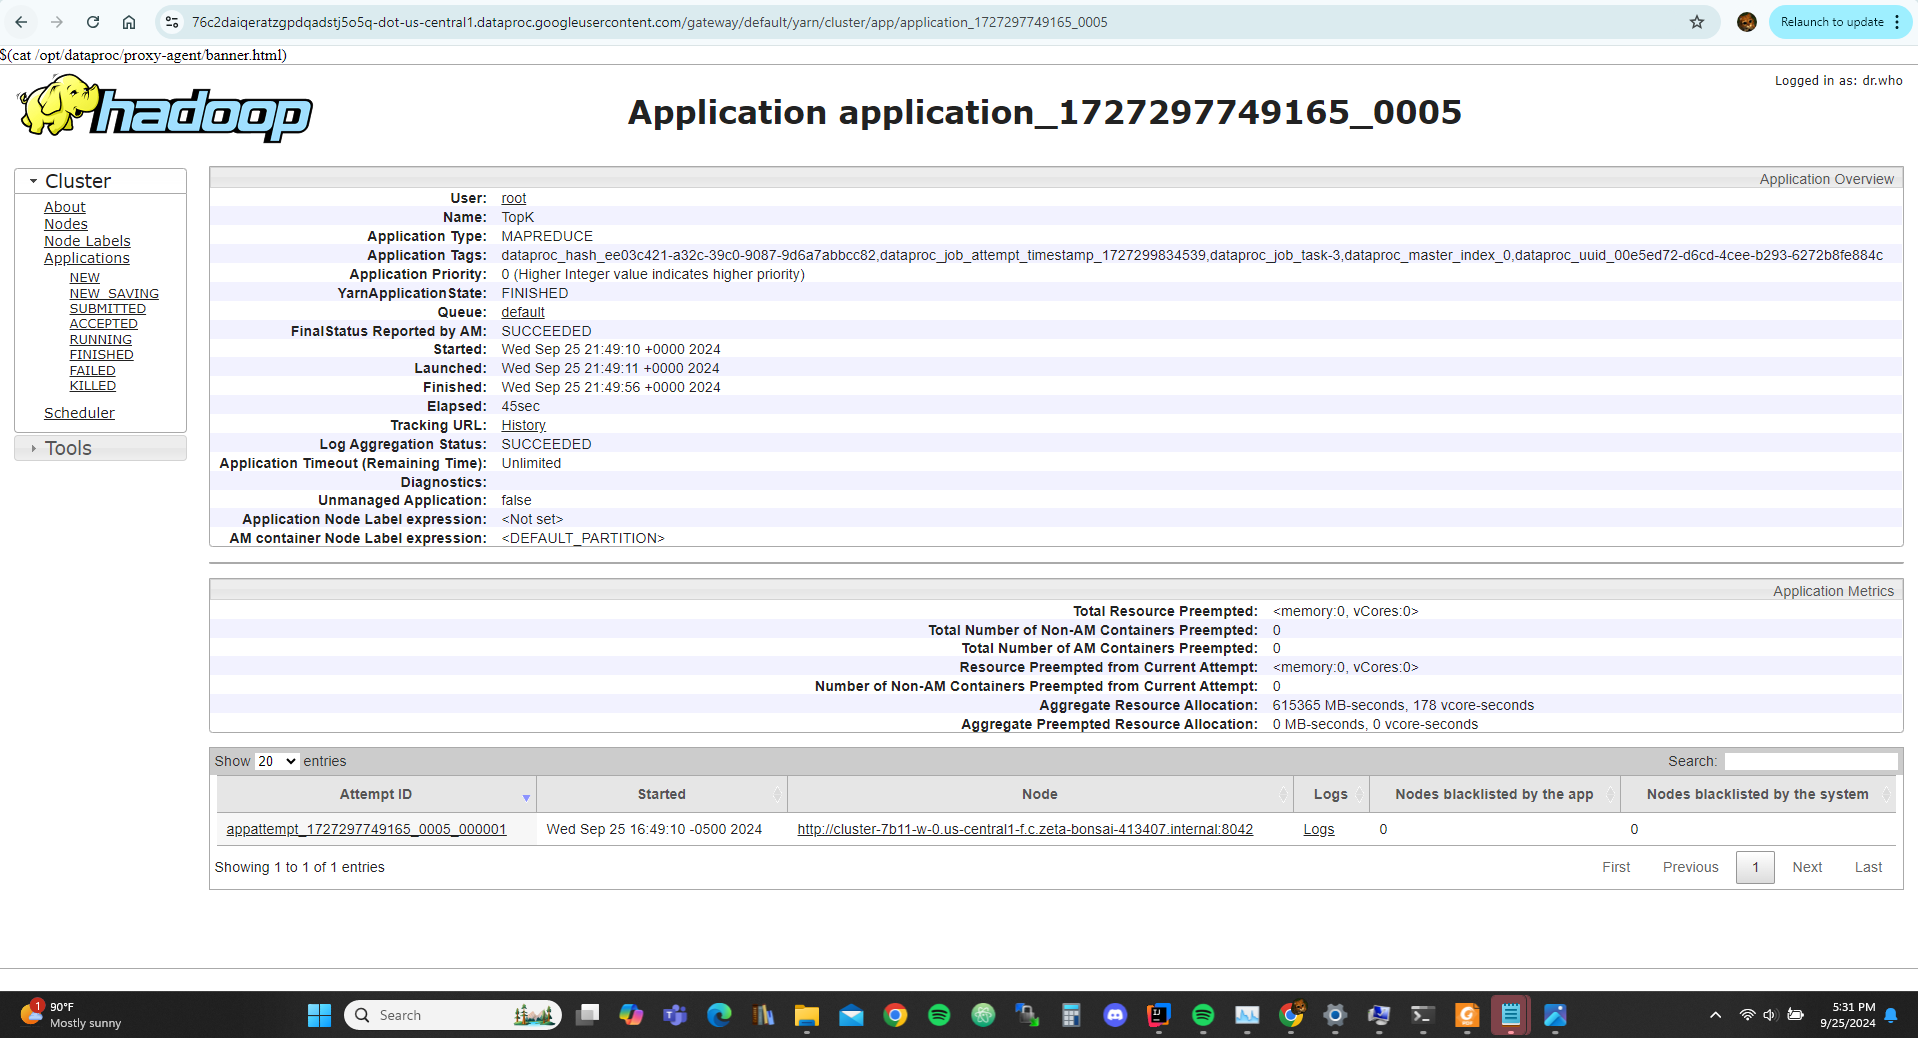 76c2daiqeratzgpdqadstj5o5q-dot-us-central1.dataproc.googleusercontent.com/gateway/default/yarn/cluster/app/application_1727297749165_0005
Relaunch to update
$(cat /opt/dataproc/proxy-agent/banner.html)
Logged in as: dr.who
hadoop
Application application_1727297749165_0005
Cluster
About
Nodes
Node Labels
Applications
NEW
NEW_SAVING
SUBMITTED
ACCEPTED
RUNNING
FINISHED
FAILED
KILLED
Scheduler
Tools
Application Overview
User: root
Name: TopK
Application Type: MAPREDUCE
Application Tags: dataproc_hash_ee03c421-a32c-39c0-9087-9d6a7abbcc82,dataproc_job_attempt_timestamp_1727299834539,dataproc_job_task-3,dataproc_master_index_0,dataproc_uuid_00e5ed72-d6cd-4cee-b293-6272b8fe884c
Application Priority: 0 (Higher Integer value indicates higher priority)
YarnApplicationState: FINISHED
Queue: default
FinalStatus Reported by AM: SUCCEEDED
Started: Wed Sep 25 21:49:10 +0000 2024
Launched: Wed Sep 25 21:49:11 +0000 2024
Finished: Wed Sep 25 21:49:56 +0000 2024
Elapsed: 45sec
Tracking URL: History
Log Aggregation Status: SUCCEEDED
Application Timeout (Remaining Time): Unlimited
Diagnostics:
Unmanaged Application: false
Application Node Label expression: <Not set>
AM container Node Label expression: <DEFAULT_PARTITION>
Application Metrics
Total Resource Preempted: <memory:0, vCores:0>
Total Number of Non-AM Containers Preempted: 0
Total Number of AM Containers Preempted: 0
Resource Preempted from Current Attempt: <memory:0, vCores:0>
Number of Non-AM Containers Preempted from Current Attempt: 0
Aggregate Resource Allocation: 615365 MB-seconds, 178 vcore-seconds
Aggregate Preempted Resource Allocation: 0 MB-seconds, 0 vcore-seconds
Show 20 entries Search:
Attempt ID Started Node Logs Nodes blacklisted by the app Nodes blacklisted by the system
appattempt_1727297749165_0005_000001 Wed Sep 25 16:49:10 -0500 2024 http://cluster-7b11-w-0.us-central1-f.c.zeta-bonsai-413407.internal:8042 Logs 0 0
Showing 1 to 1 of 1 entries First Previous 1 Next Last
1
90°F
Mostly sunny
Search
5:31 PM
9/25/2024